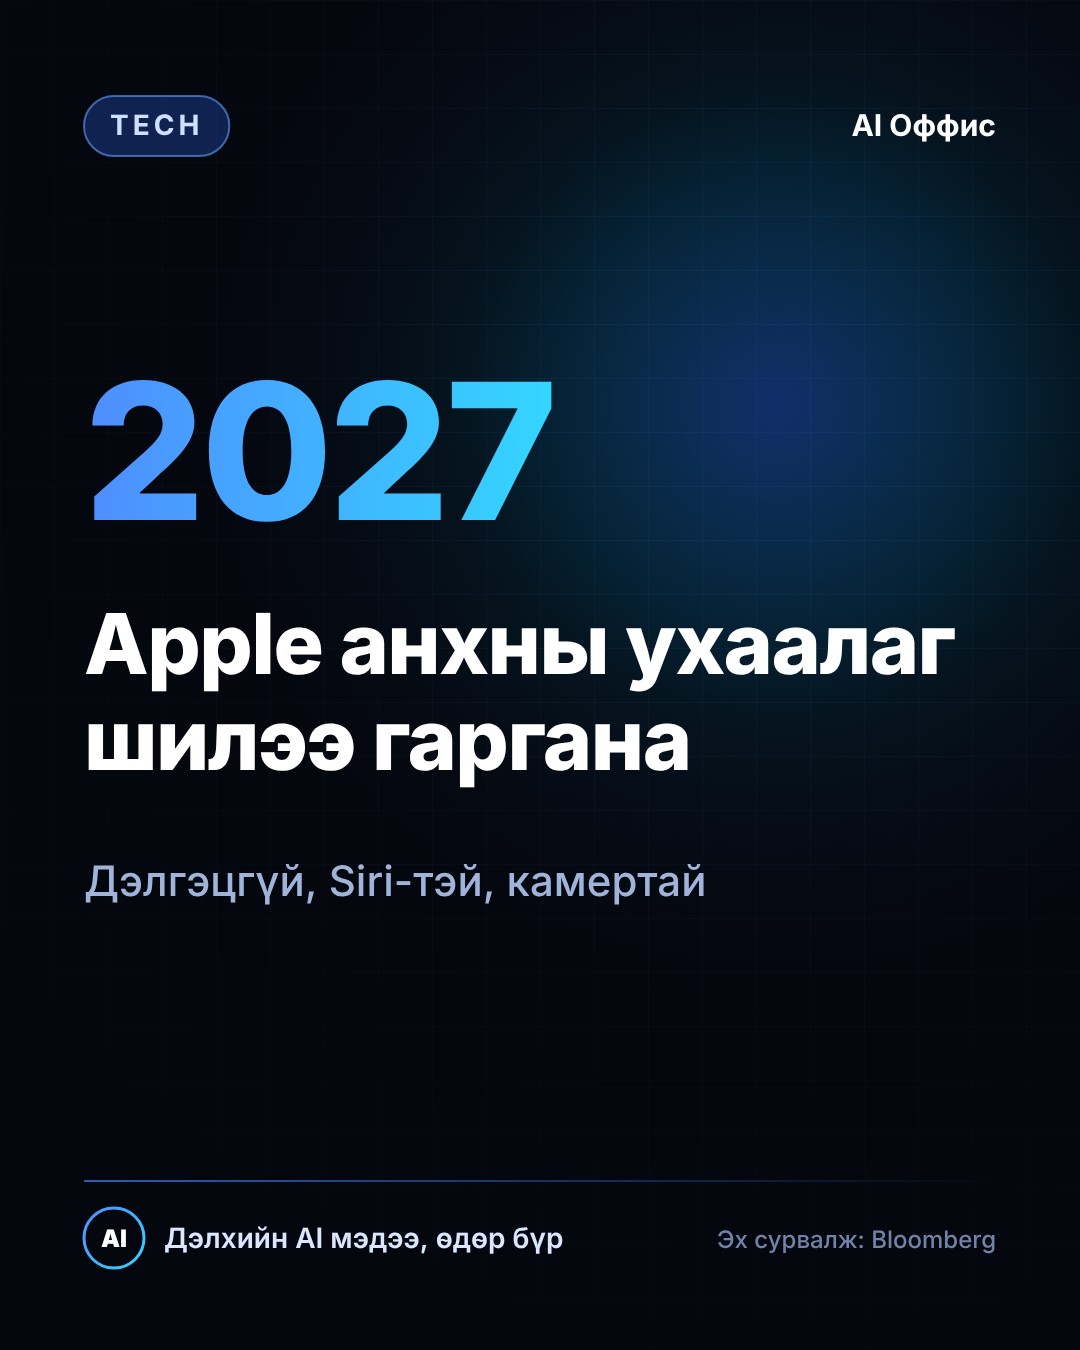 TECH
AI Оффис
2027
Apple анхны ухаалаг
шилээ гаргана
Дэлгэцгүй, Siri-тэй, камертай
AI
Дэлхийн AI мэдээ, өдөр бүр
Эх сурвалж: Bloomberg